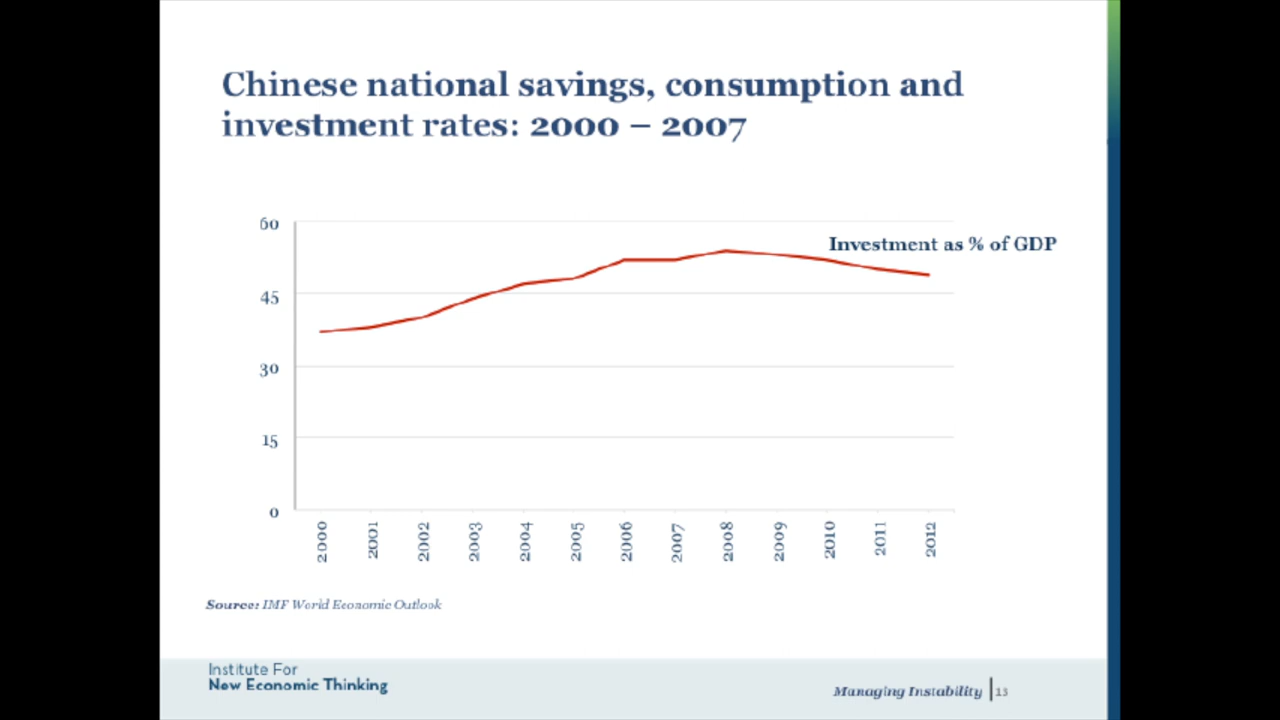 Chinese national savings, consumption and
investment rates: 2000 – 2007
60
Investment as % of GDP
45
30
15
0
2000
2001
2002
2003
2004
2005
2006
2007
2008
2009
2010
2011
2012
Source: IMF World Economic Outlook
Institute For
New Economic Thinking
Managing Instability
13